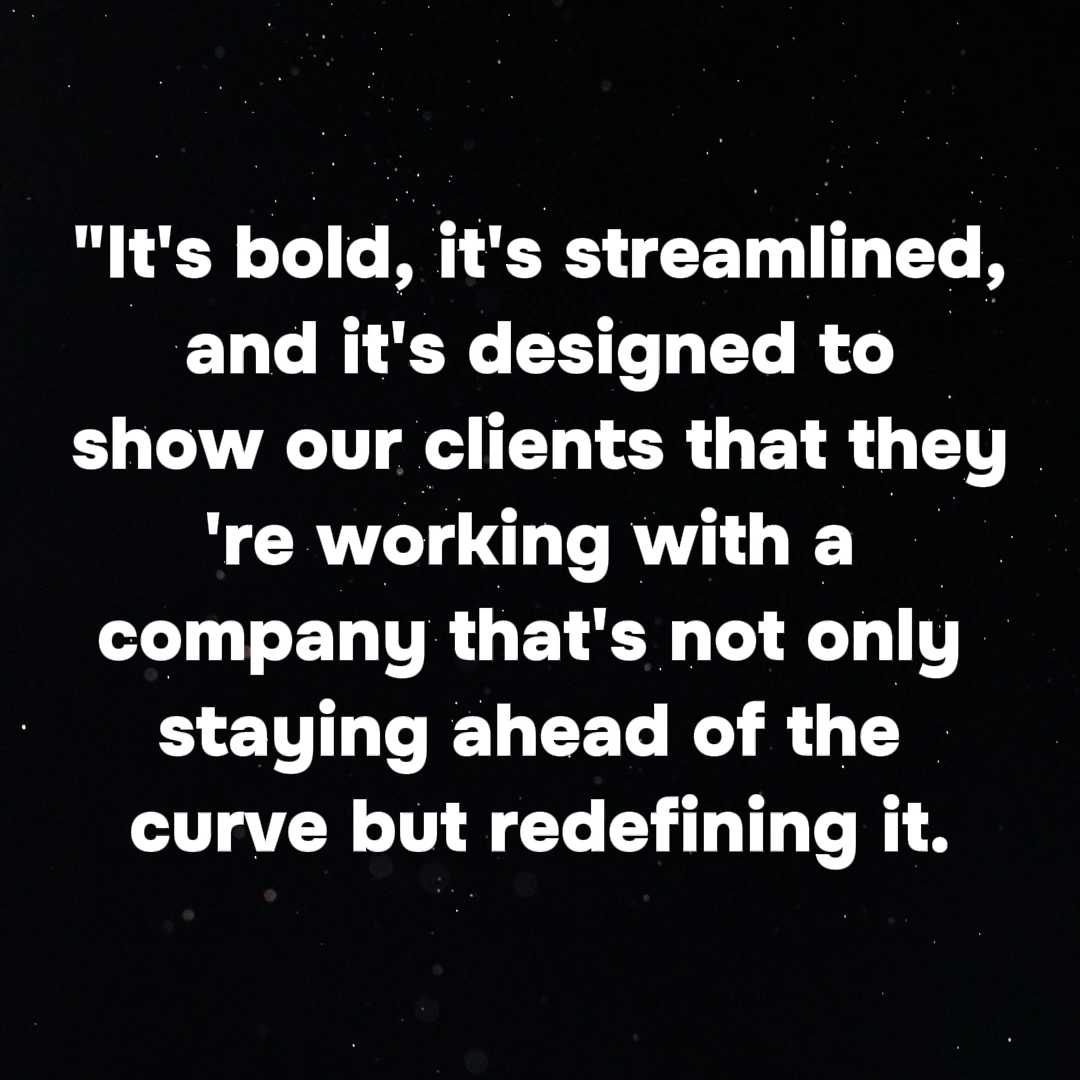 "It's bold, it's streamlined,
and it's designed to
show our clients that they
're working with a
company that's not only
staying ahead of the
curve but redefining it.